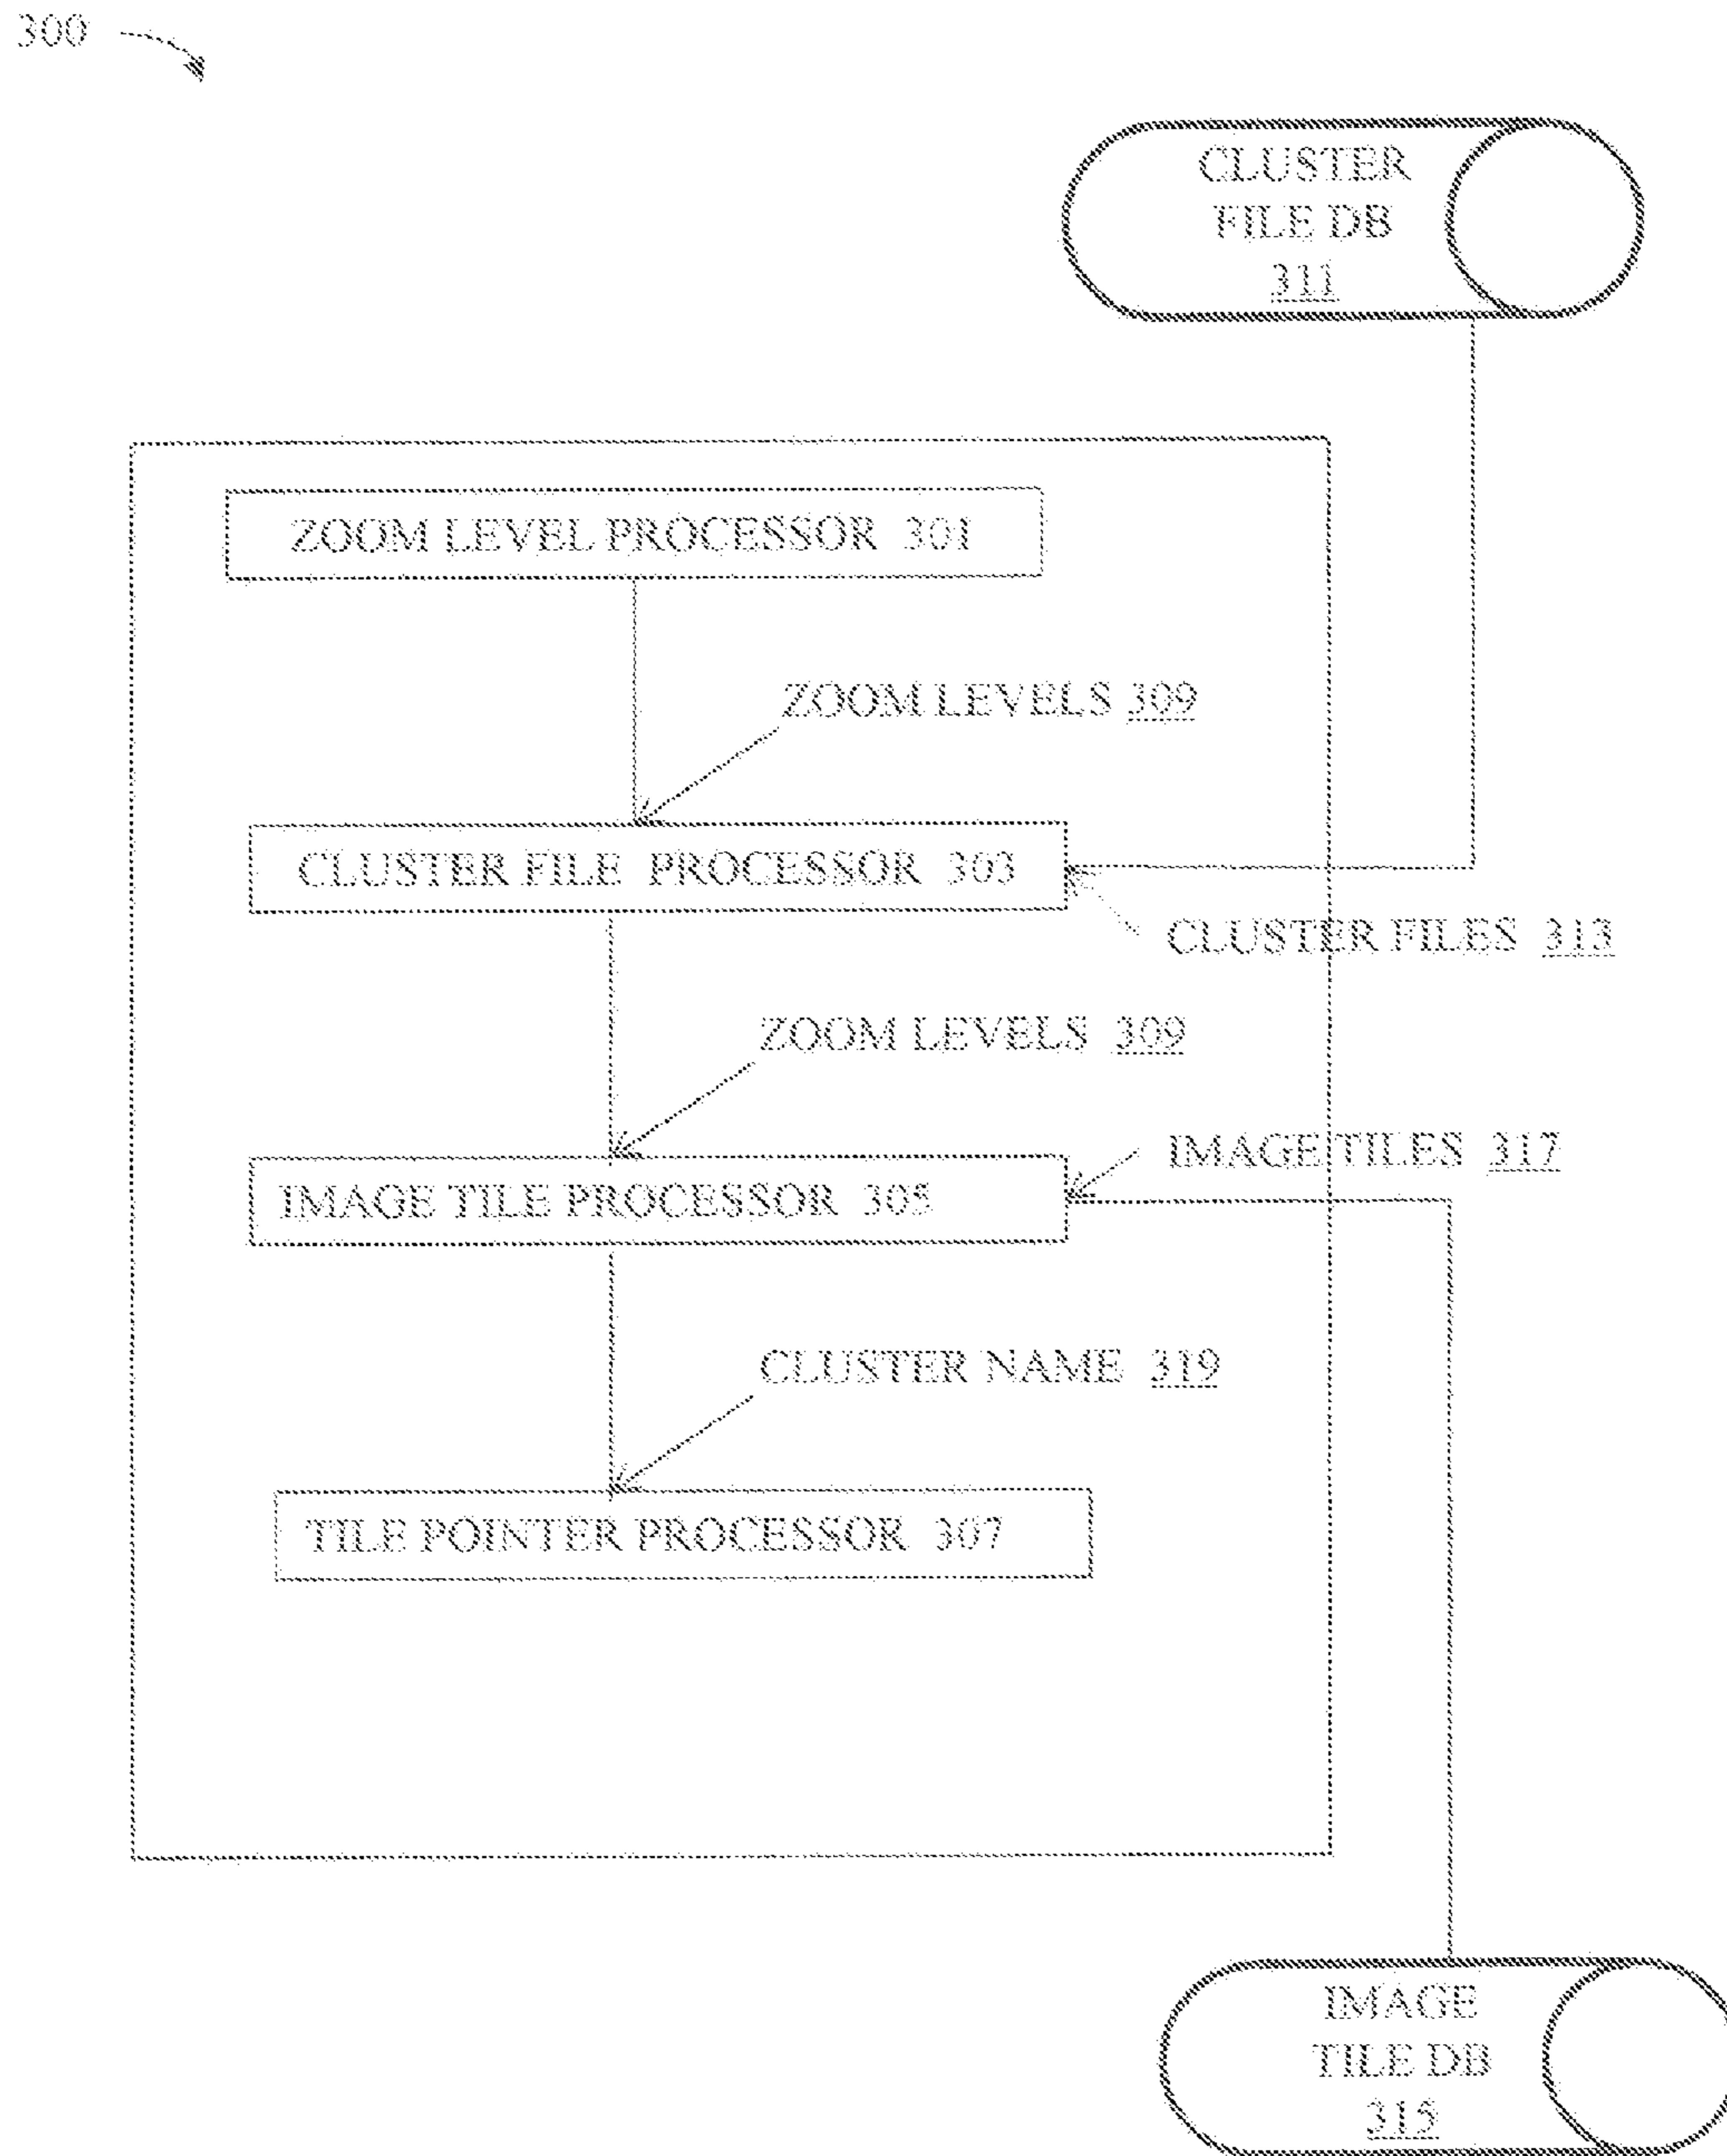 300
CLUSTER
FILE DB
311
ZOOM LEVEL PROCESSOR 301
ZOOM LEVELS 309
CLUSTER FILE PROCESSOR 303
CLUSTER FILES 313
ZOOM LEVELS 309
IMAGE TILES 317
IMAGE TILE PROCESSOR 305
CLUSTER NAME 319
TILE POINTER PROCESSOR 307
IMAGE
TILE DB
315